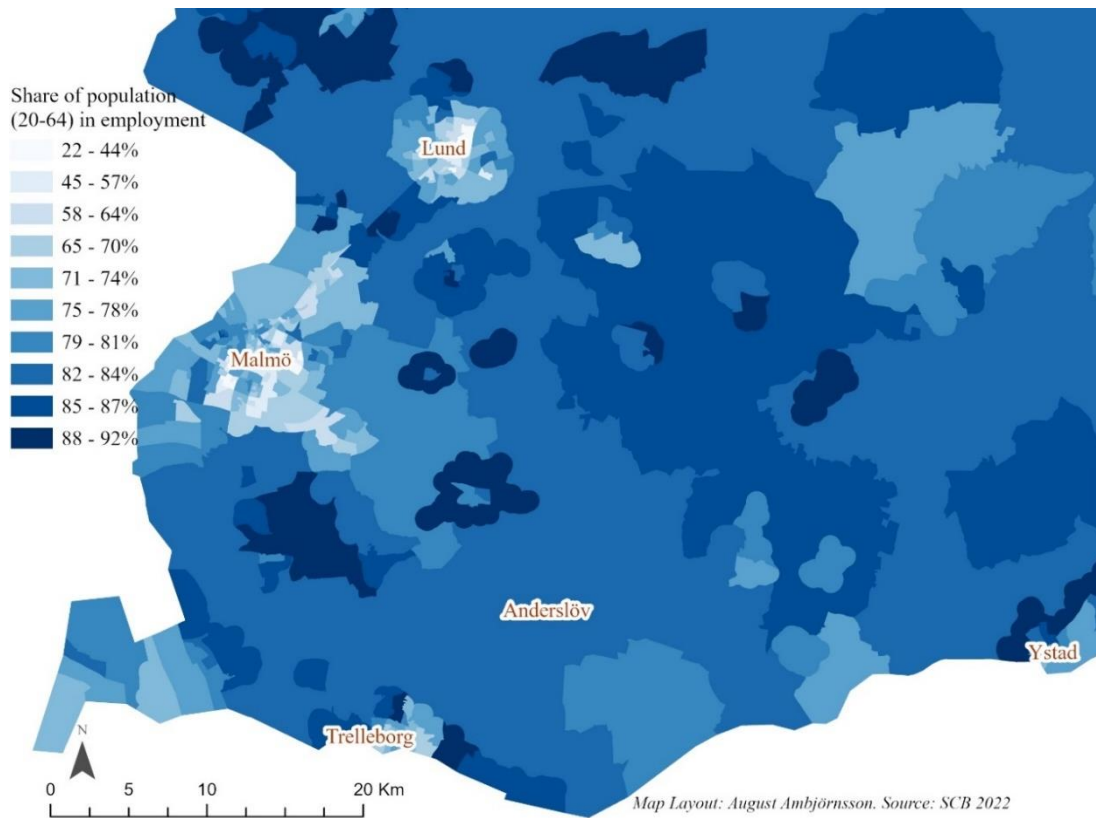 Share of population
(20-64) in employment
22 - 44%
45 - 57%
58 - 64%
65 - 70%
71 - 74%
75 - 78%
79 - 81%
82 - 84%
85 - 87%
88 - 92%
Lund
Malmö
Anderslöv
Ystad
Trelleborg
N
0 5 10 20 Km
Map Layout: August Ambjörnsson. Source: SCB 2022